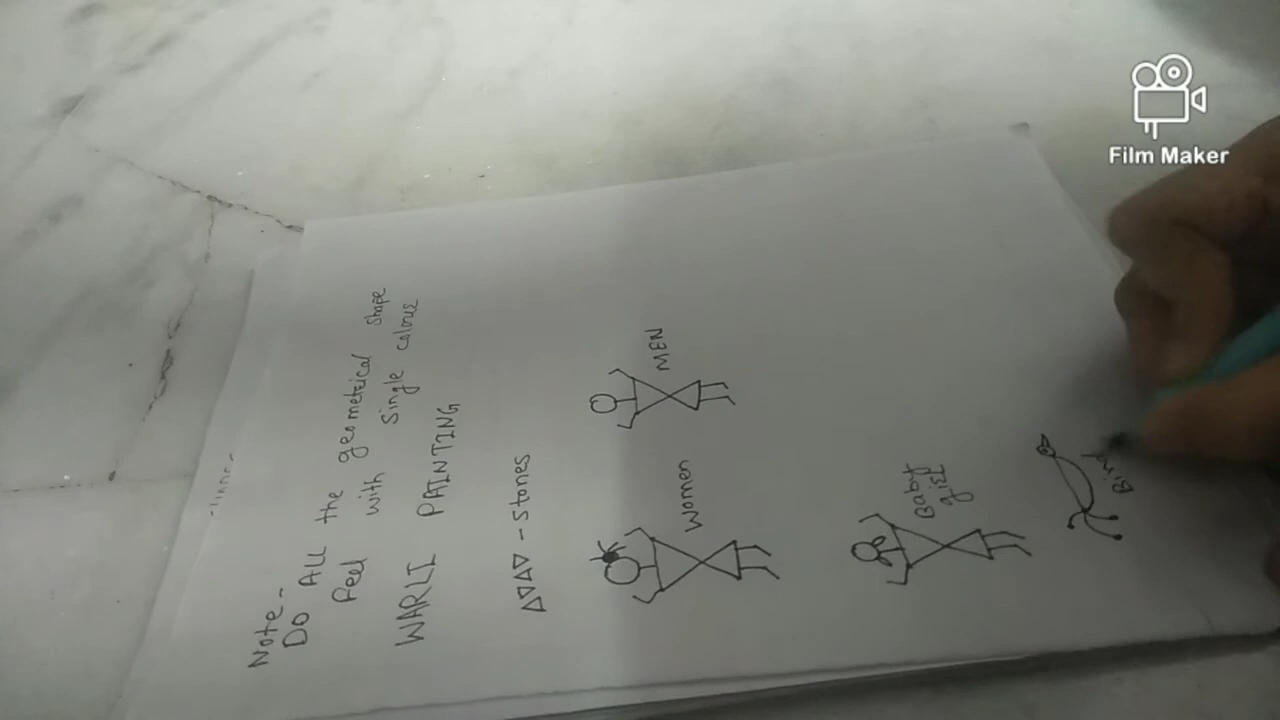 Note-
DO ALL the geometrical shape
feel with single colour
WARLI PAINTING
△▽△▽ - stones
Women
MEN
Baby
girl
Film Maker